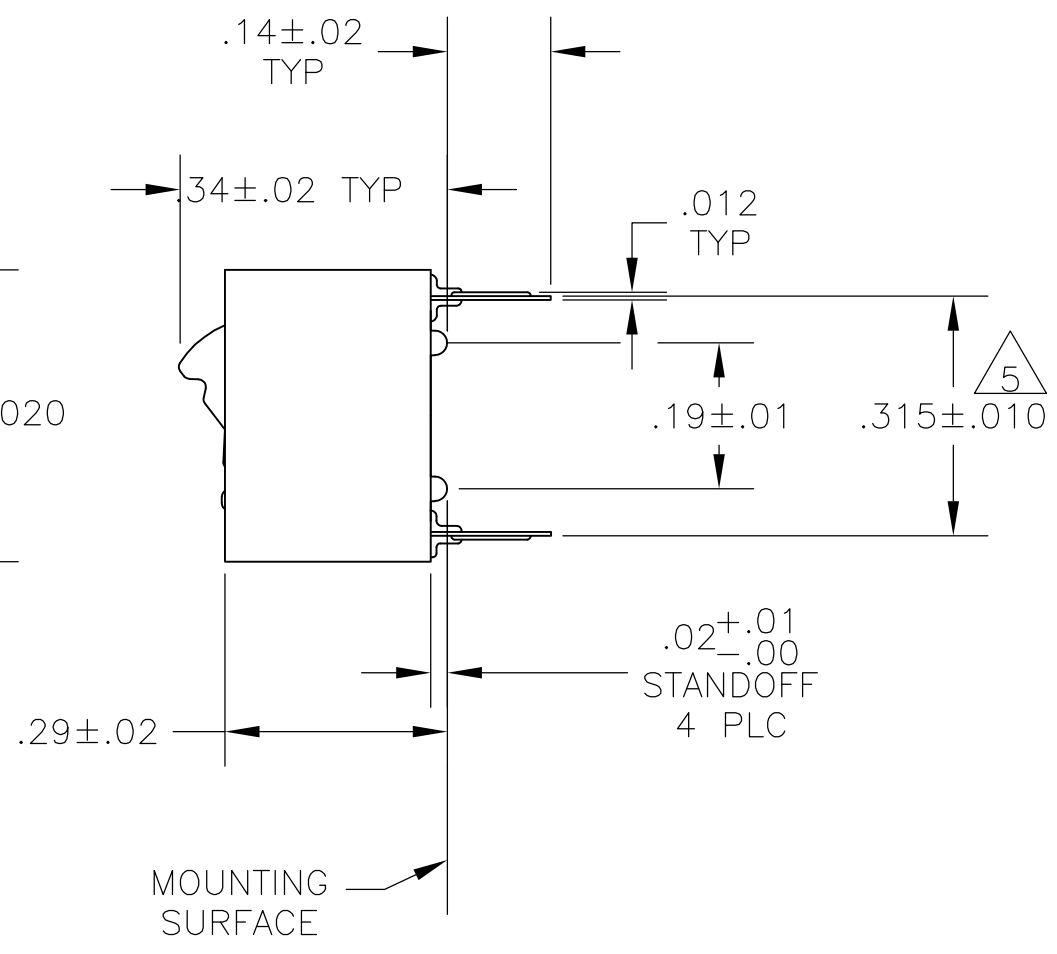 .14±.02
TYP
.34±.02 TYP
.012
TYP
5
020
.19±.01
.315±.010
.02+.01
-.00
STANDOFF
4 PLC
.29±.02
MOUNTING
SURFACE